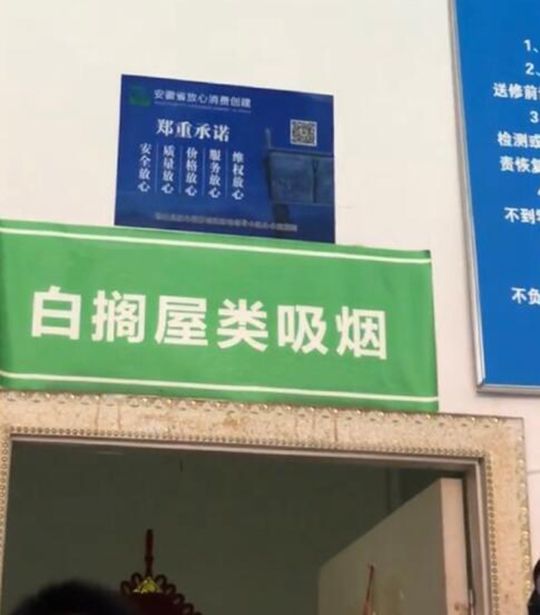 安徽省放心消费创建
郑重承诺
安全放心
质量放心
价格放心
服务放心
维权放心
白搁屋类吸烟
1、
2、
送修前
3
检测或
责恢复
不到
不负